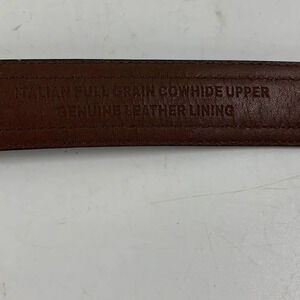 ITALIAN FULL GRAIN COWHIDE UPPER
GENUINE LEATHER LINING